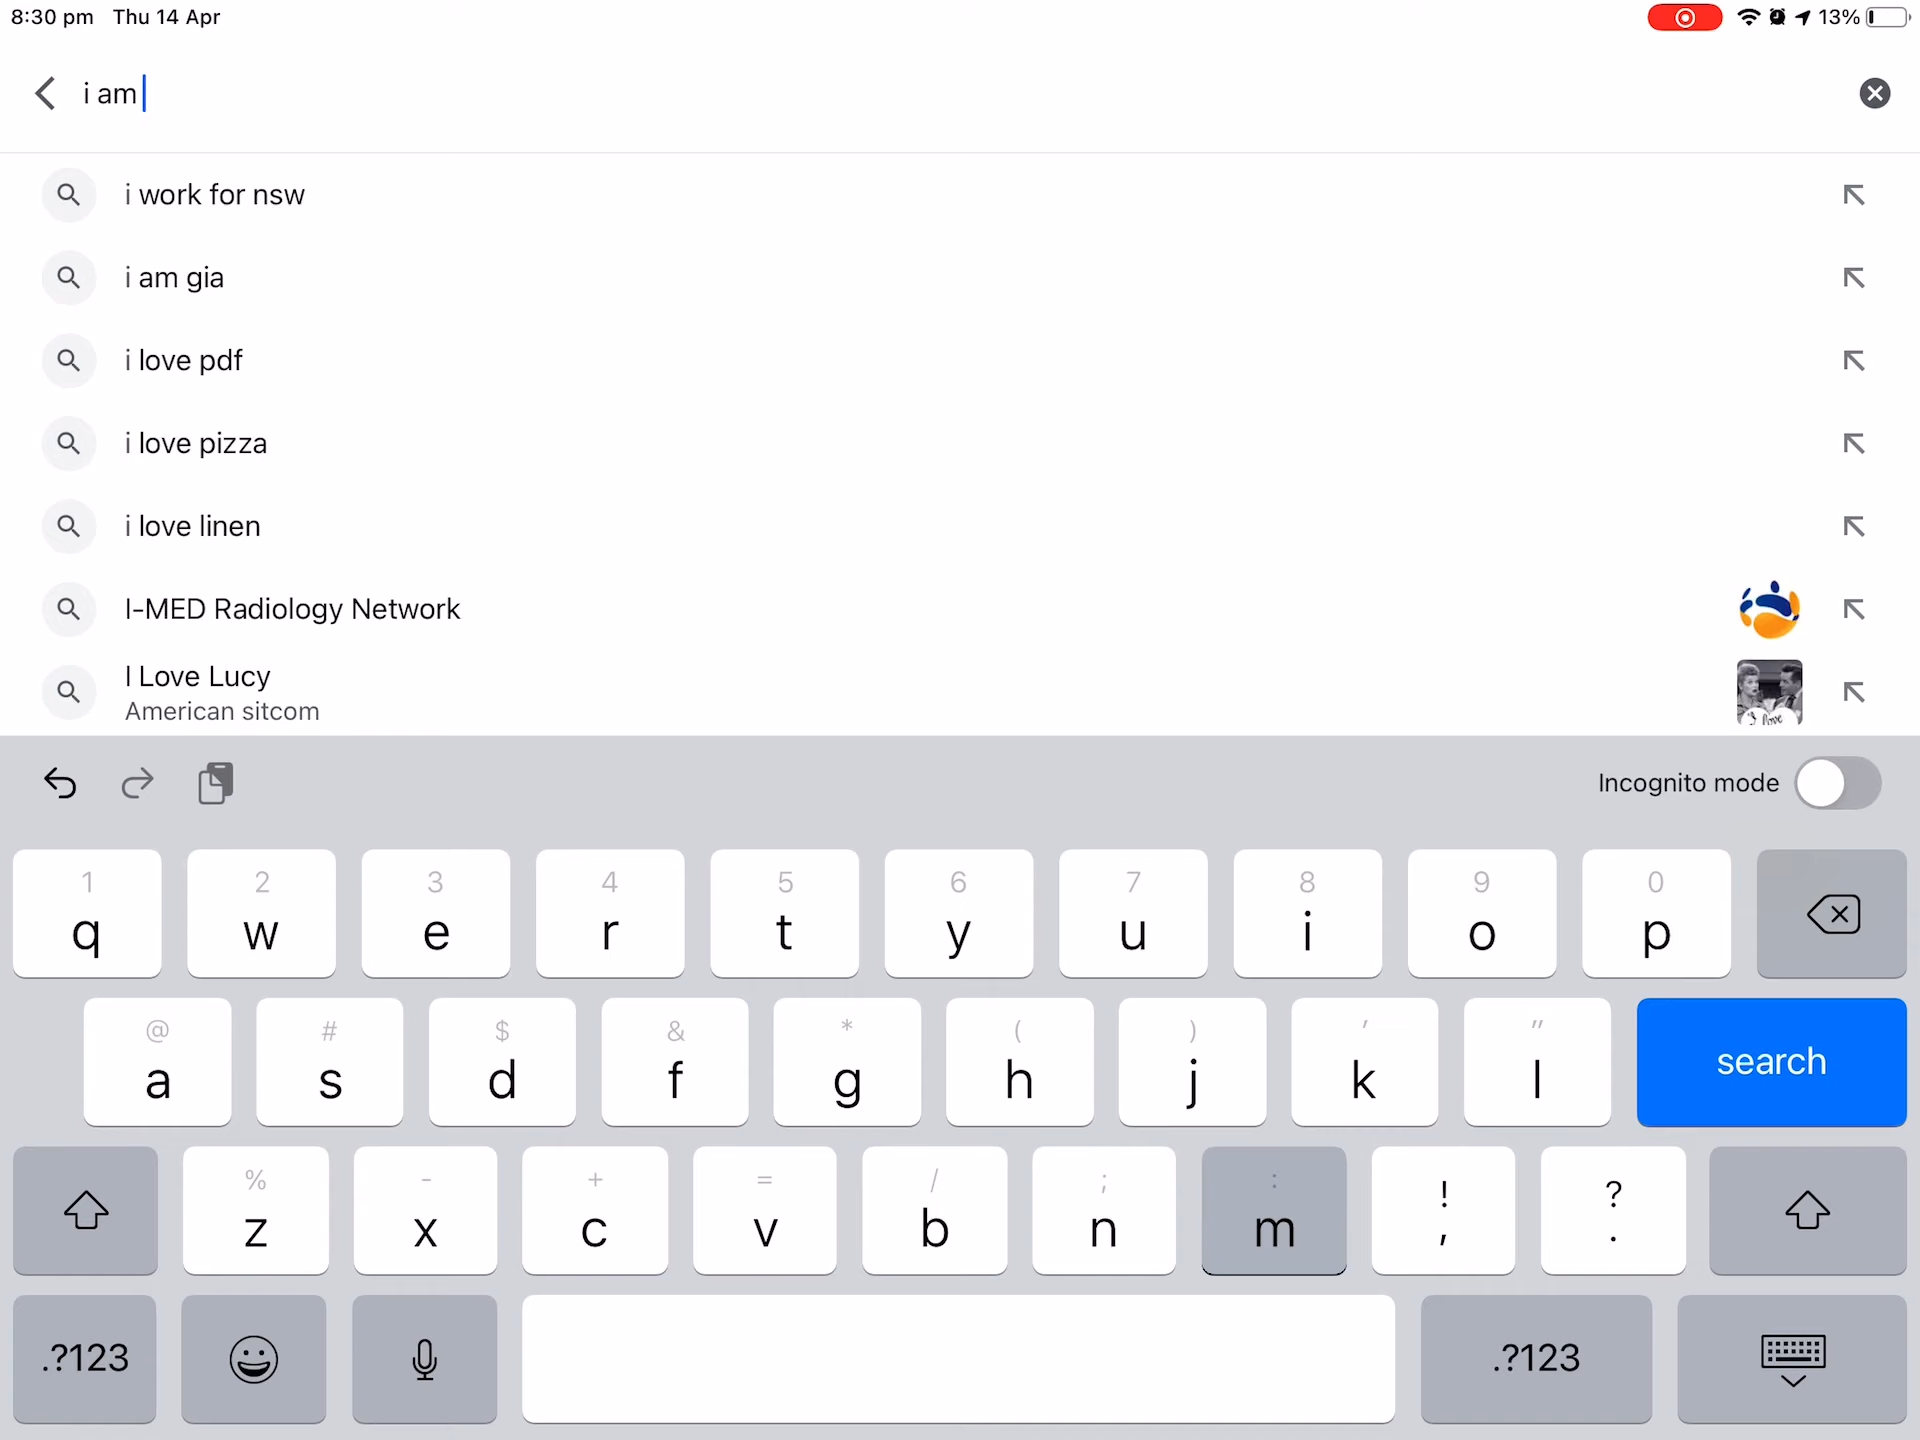 8:30 pm Thu 14 Apr 13%
i am
i work for nsw
i am gia
i love pdf
i love pizza
i love linen
I-MED Radiology Network
I Love Lucy
American sitcom
I love
Incognito mode
1 2 3 4 5 6 7 8 9 0
q w e r t y u i o p
@ # $ & * ( ) ' "
a s d f g h j k l search
% - + = / ; : ! ?
z x c v b n m , .
.?123 .?123